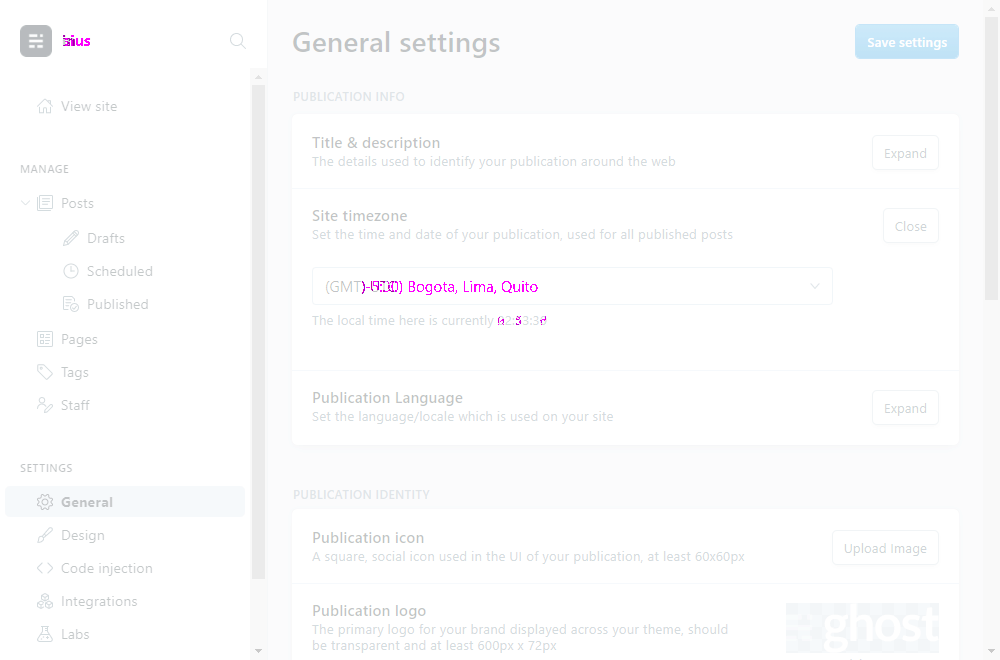 General settings
Save settings
View site
PUBLICATION INFO
Title & description
The details used to identify your publication around the web
Expand
MANAGE
Posts
Drafts
Scheduled
Published
Pages
Tags
Staff
Site timezone
Set the time and date of your publication, used for all published posts
Close
(GMT Bogota, Lima, Quito
The local time here is currently
Publication Language
Set the language/locale which is used on your site
Expand
SETTINGS
General
Design
Code injection
Integrations
Labs
PUBLICATION IDENTITY
Publication icon
A square, social icon used in the UI of your publication, at least 60x60px
Upload Image
Publication logo
The primary logo for your brand displayed across your theme, should
be transparent and at least 600px x 72px
ghost